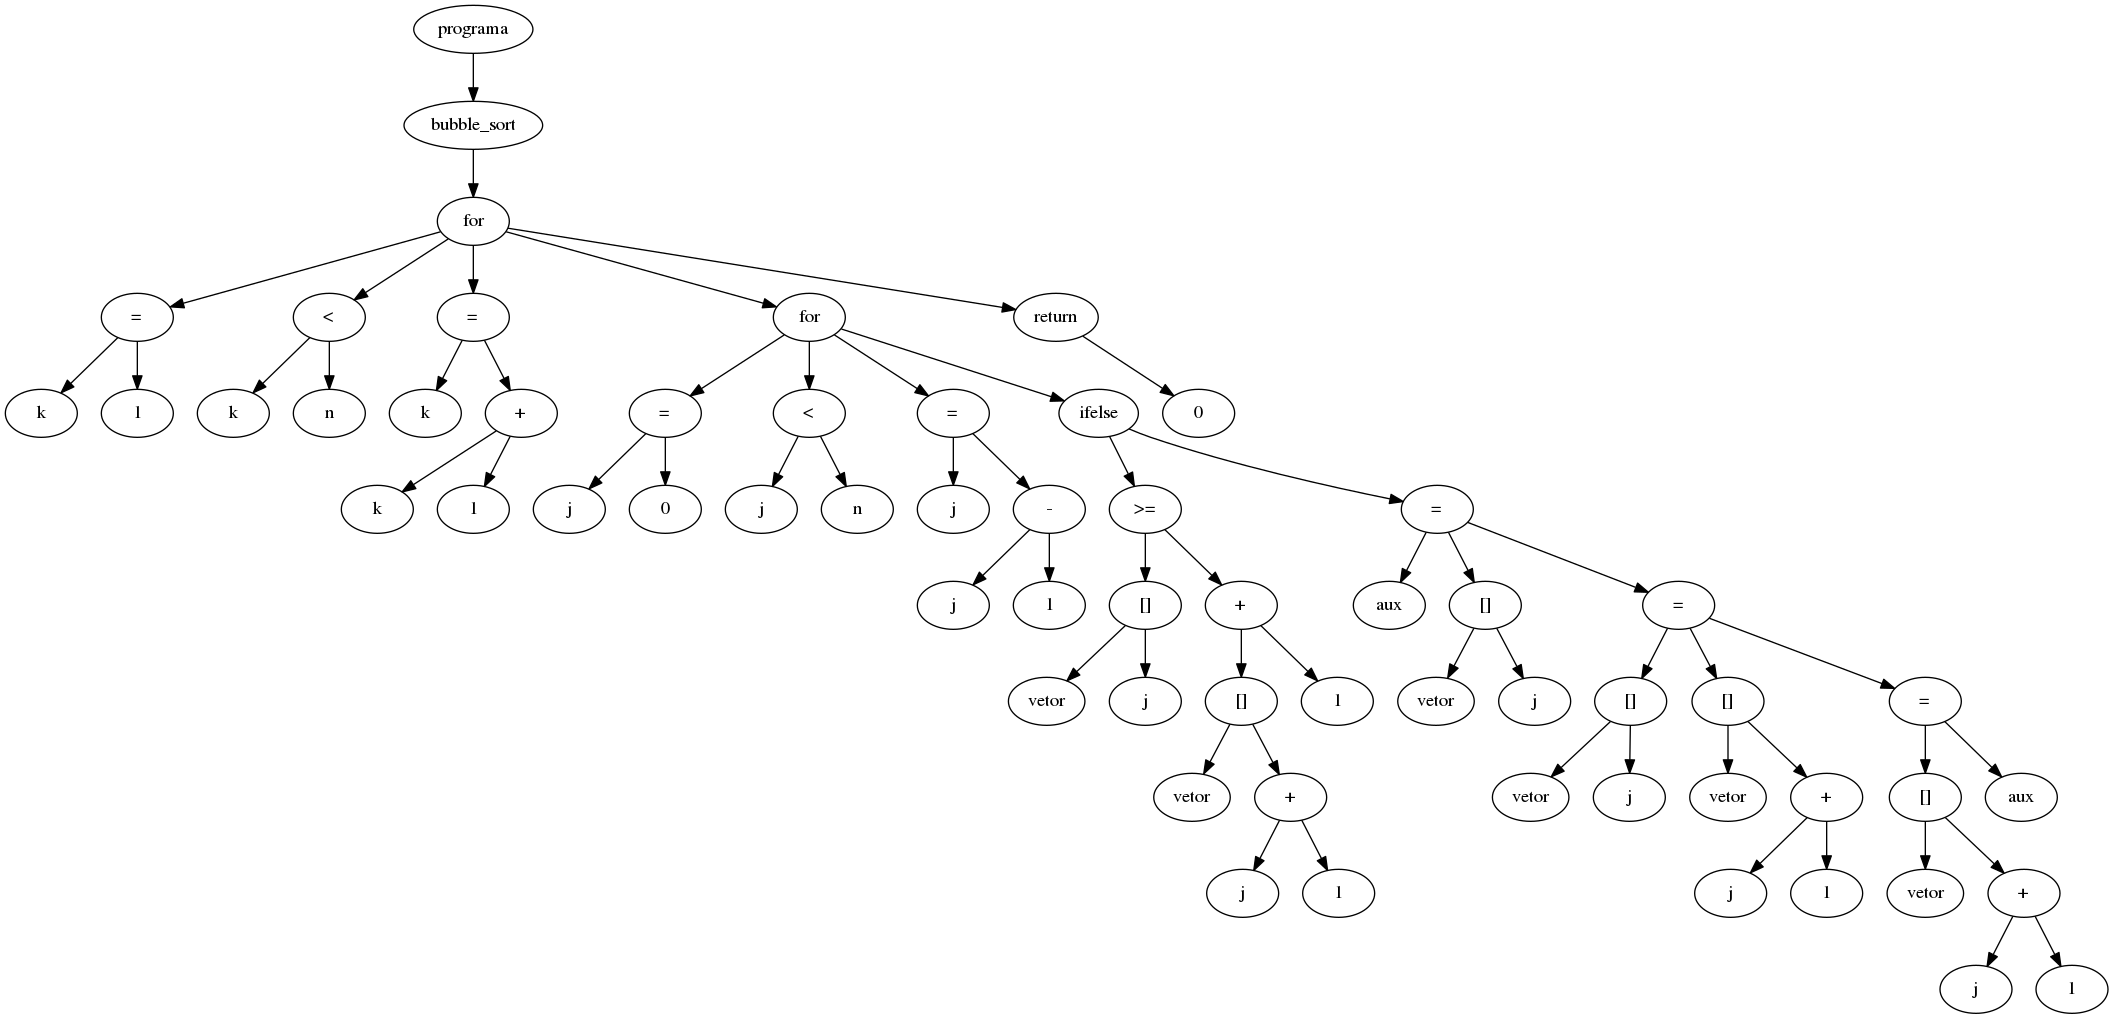 programa
bubble_sort
for
= < = for return
k 1 k n k + = < = ifelse 0
k 1 j 0 j n j - >= =
j 1 [] + aux [] =
vetor j [] 1 vetor j [] [] =
vetor + vetor j vetor + [] aux
j 1 j 1 vetor +
j 1